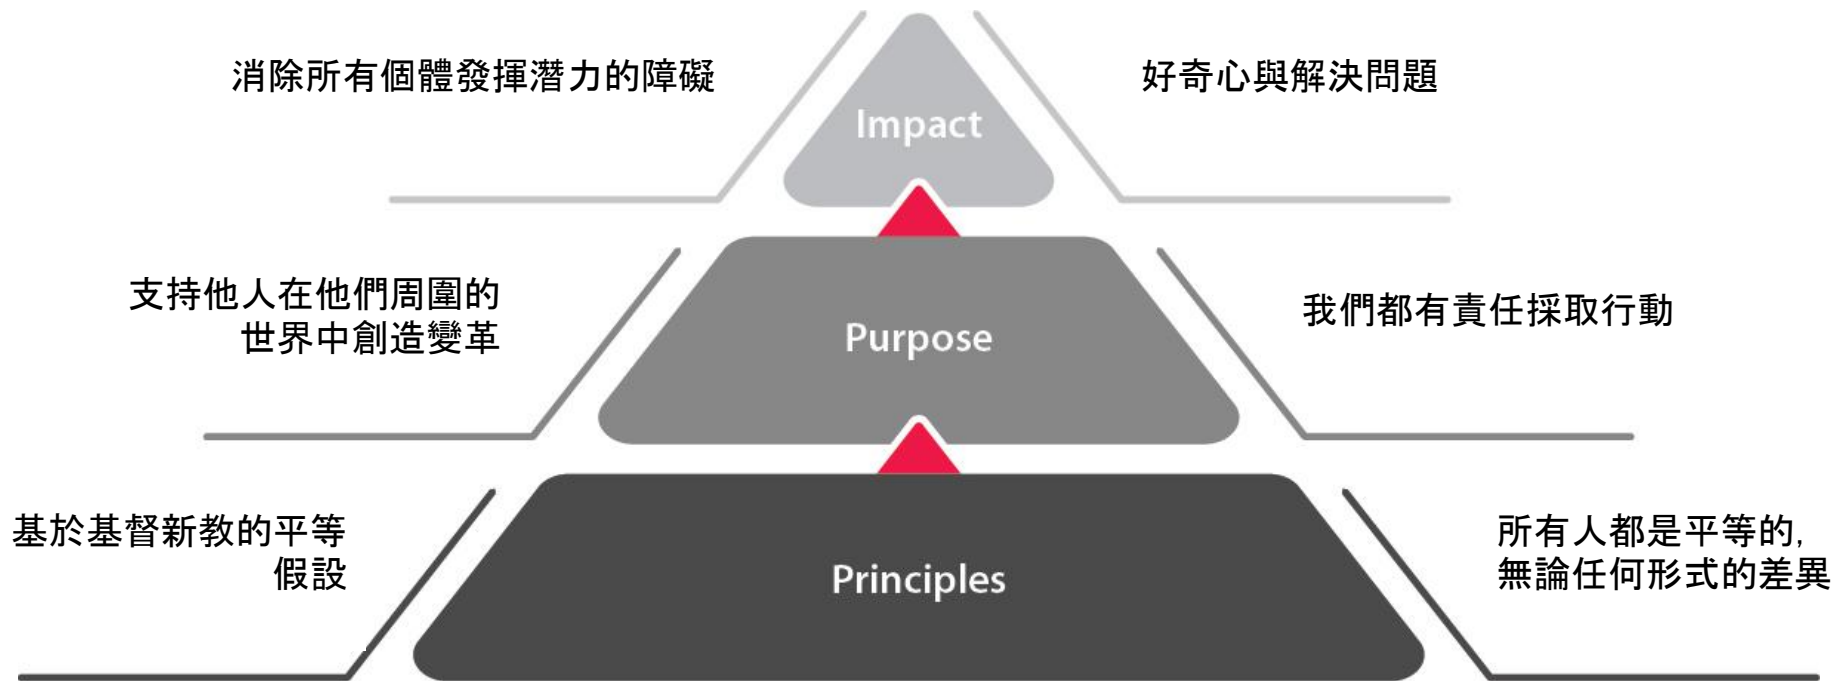 消除所有個體發揮潛力的障礙
Impact
好奇心與解決問題
支持他人在他們周圍的
世界中創造變革
Purpose
我們都有責任採取行動
基於基督新教的平等
假設
Principles
所有人都是平等的,
無論任何形式的差異